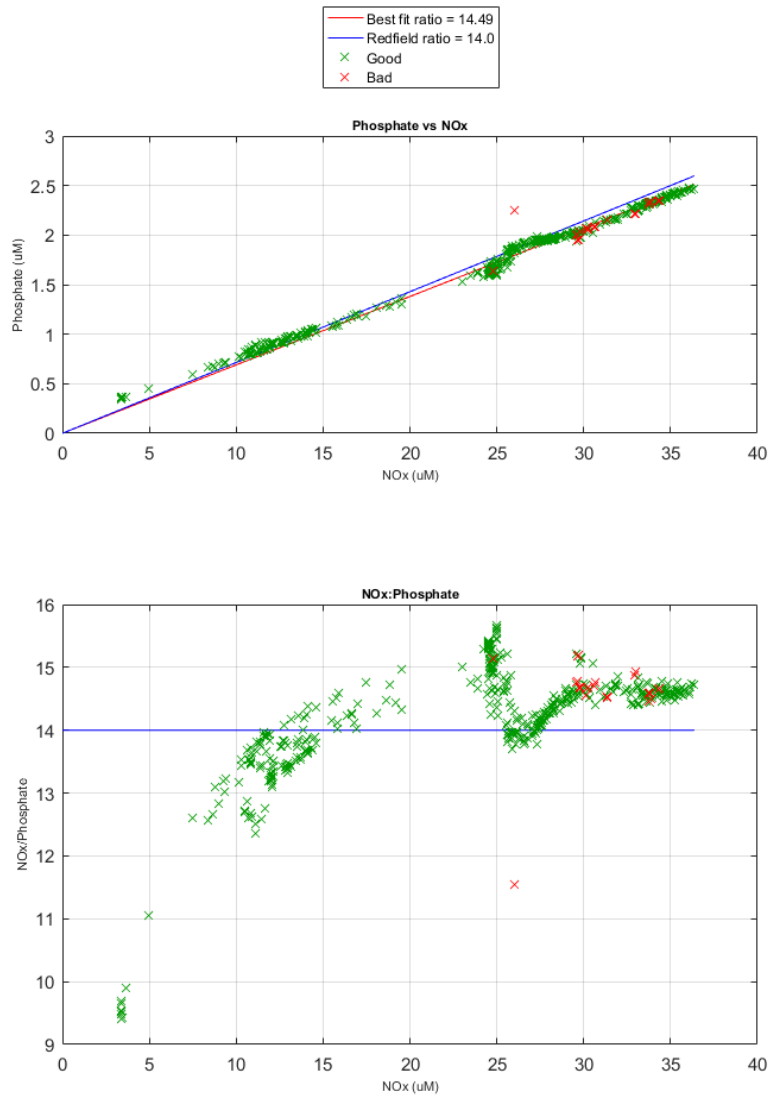 Best fit ratio = 14.49
Redfield ratio = 14.0
Good
Bad
Phosphate vs NOx
3
2.5
2
1.5
1
0.5
0
Phosphate (uM)
0 5 10 15 20 25 30 35 40
NOx (uM)
NOx:Phosphate
16
15
14
13
12
11
10
9
NOx/Phosphate
0 5 10 15 20 25 30 35 40
NOx (uM)